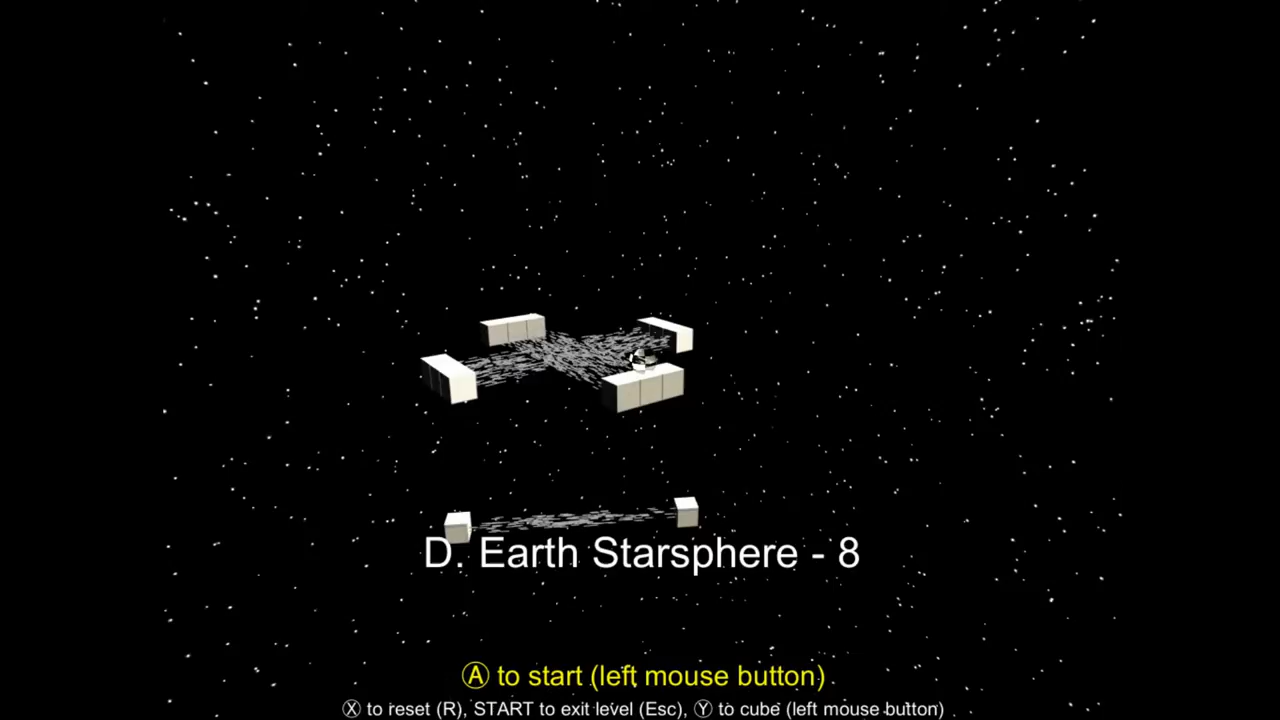 D. Earth Starsphere - 8
Ⓐ to start (left mouse button)
Ⓧ to reset (R), START to exit level (Esc), Ⓨ to cube (left mouse button)